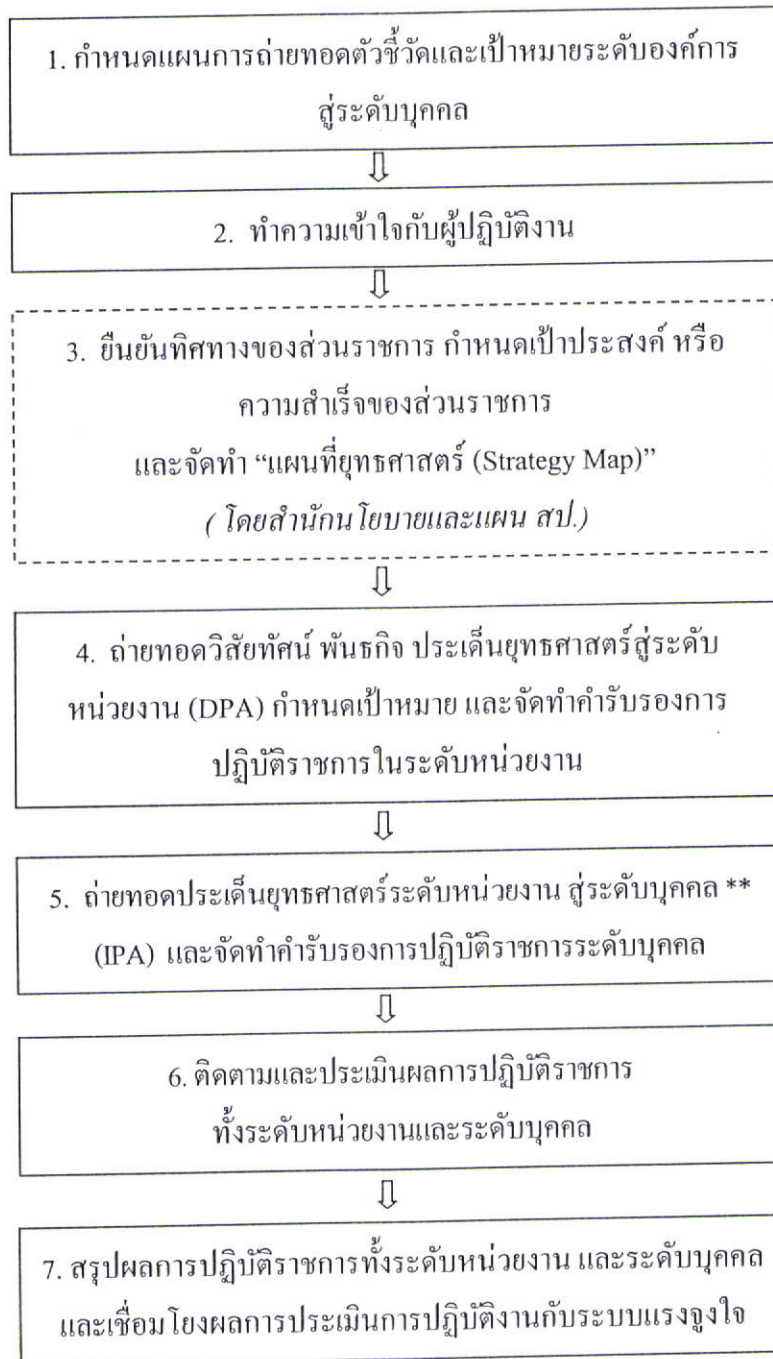 1. กำหนดแผนการถ่ายทอดตัวชี้วัดและเป้าหมายระดับองค์การ
สู่ระดับบุคคล
2. ทำความเข้าใจกับผู้ปฏิบัติงาน
3. ยืนยันทิศทางของส่วนราชการ กำหนดเป้าประสงค์ หรือ
ความสำเร็จของส่วนราชการ
และจัดทำ “แผนที่ยุทธศาสตร์ (Strategy Map)”
( โดยสำนักนโยบายและแผน สป.)
4. ถ่ายทอดวิสัยทัศน์ พันธกิจ ประเด็นยุทธศาสตร์สู่ระดับ
หน่วยงาน (DPA) กำหนดเป้าหมาย และจัดทำคำรับรองการ
ปฏิบัติราชการในระดับหน่วยงาน
5. ถ่ายทอดประเด็นยุทธศาสตร์ระดับหน่วยงาน สู่ระดับบุคคล **
(IPA) และจัดทำคำรับรองการปฏิบัติราชการระดับบุคคล
6. ติดตามและประเมินผลการปฏิบัติราชการ
ทั้งระดับหน่วยงานและระดับบุคคล
7. สรุปผลการปฏิบัติราชการทั้งระดับหน่วยงาน และระดับบุคคล
และเชื่อมโยงผลการประเมินการปฏิบัติงานกับระบบแรงจูงใจ